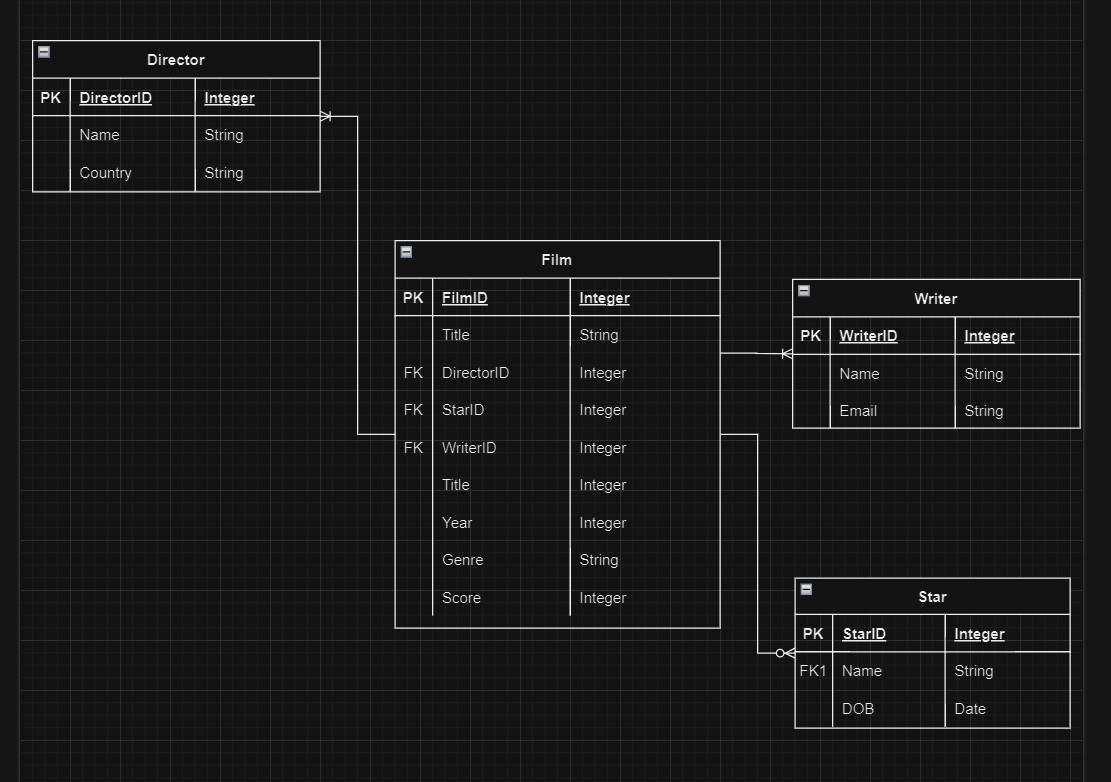 Director
PK DirectorID Integer
Name String
Country String
Film
PK FilmID Integer
Title String
FK DirectorID Integer
FK StarID Integer
FK WriterID Integer
Title Integer
Year Integer
Genre String
Score Integer
Writer
PK WriterID Integer
Name String
Email String
Star
PK StarID Integer
FK1 Name String
DOB Date